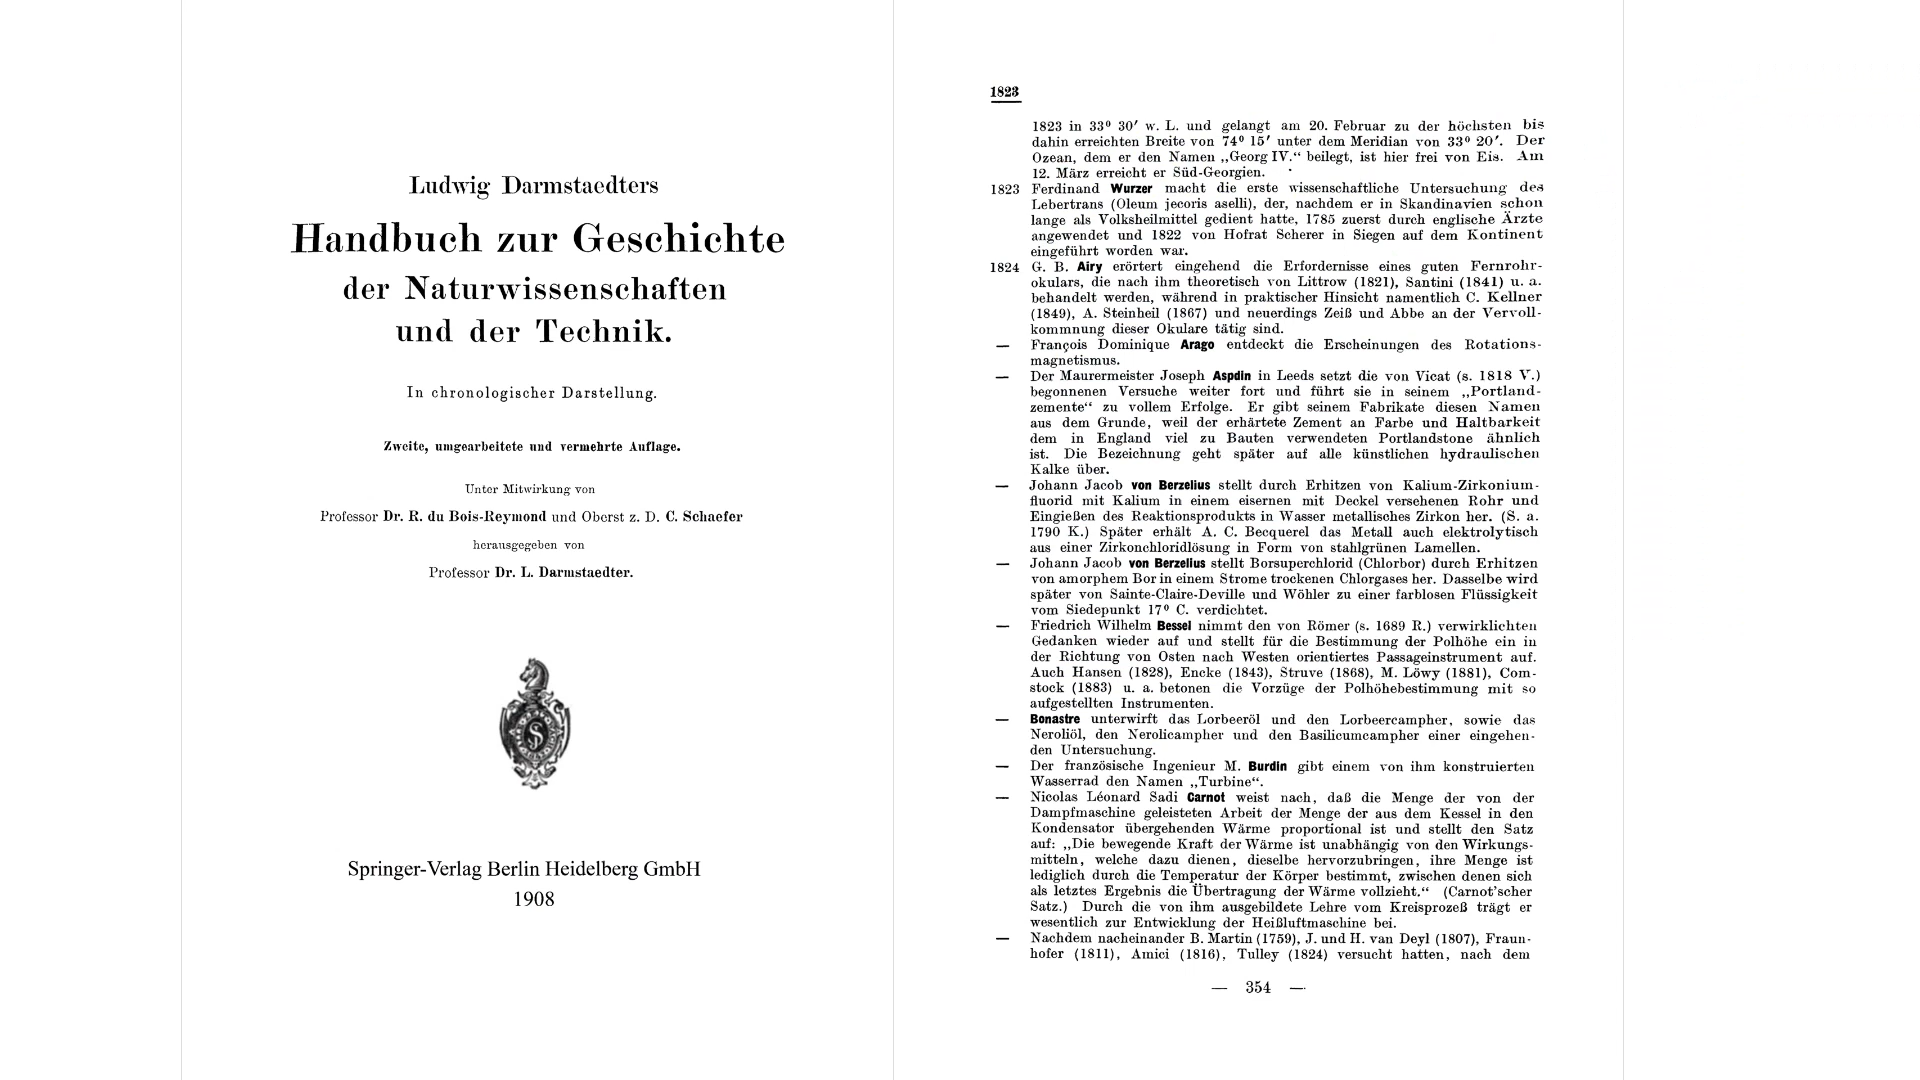 Ludwig Darmstaedters
Handbuch zur Geschichte
der Naturwissenschaften
und der Technik.
In chronologischer Darstellung.
Zweite, umgearbeitete und vermehrte Auflage.
Unter Mitwirkung von
Professor Dr. R. du Bois-Reymond und Oberst z. D. C. Schaefer
herausgegeben von
Professor Dr. L. Darmstaedter.
Springer-Verlag Berlin Heidelberg GmbH
1908
1823
1823 in 33⁰ 30′ w. L. und gelangt am 20. Februar zu der höchsten bis
dahin erreichten Breite von 74⁰ 15′ unter dem Meridian von 33⁰ 20′. Der
Ozean, dem er den Namen „Georg IV.“ beilegt, ist hier frei von Eis. Am
12. März erreicht er Süd-Georgien.
1823 Ferdinand Wurzer macht die erste wissenschaftliche Untersuchung des
Lebertrans (Oleum jecoris aselli), der, nachdem er in Skandinavien schon
lange als Volksheilmittel gedient hatte, 1785 zuerst durch englische Ärzte
angewendet und 1822 von Hofrat Scherer in Siegen auf dem Kontinent
eingeführt worden war.
1824 G. B. Airy erörtert eingehend die Erfordernisse eines guten Fernrohr-
okulars, die nach ihm theoretisch von Littrow (1821), Santini (1841) u. a.
behandelt werden, während in praktischer Hinsicht namentlich C. Kellner
(1849), A. Steinheil (1867) und neuerdings Zeiß und Abbe an der Vervoll-
kommnung dieser Okulare tätig sind.
— François Dominique Arago entdeckt die Erscheinungen des Rotations-
magnetismus.
— Der Maurermeister Joseph Aspdin in Leeds setzt die von Vicat (s. 1818 V.)
begonnenen Versuche weiter fort und führt sie in seinem „Portland-
zemente“ zu vollem Erfolge. Er gibt seinem Fabrikate diesen Namen
aus dem Grunde, weil der erhärtete Zement an Farbe und Haltbarkeit
dem in England viel zu Bauten verwendeten Portlandstone ähnlich
ist. Die Bezeichnung geht später auf alle künstlichen hydraulischen
Kalke über.
— Johann Jacob von Berzelius stellt durch Erhitzen von Kalium-Zirkonium-
fluorid mit Kalium in einem eisernen mit Deckel versehenen Rohr und
Eingießen des Reaktionsprodukts in Wasser metallisches Zirkon her. (S. a.
1790 K.) Später erhält A. C. Becquerel das Metall auch elektrolytisch
aus einer Zirkonchloridlösung in Form von stahlgrünen Lamellen.
— Johann Jacob von Berzelius stellt Borsuperchlorid (Chlorbor) durch Erhitzen
von amorphem Bor in einem Strome trockenen Chlorgases her. Dasselbe wird
später von Sainte-Claire-Deville und Wöhler zu einer farblosen Flüssigkeit
vom Siedepunkt 17⁰ C. verdichtet.
— Friedrich Wilhelm Bessel nimmt den von Römer (s. 1689 R.) verwirklichten
Gedanken wieder auf und stellt für die Bestimmung der Polhöhe ein in
der Richtung von Osten nach Westen orientiertes Passageinstrument auf.
Auch Hansen (1828), Encke (1843), Struve (1868), M. Löwy (1881), Com-
stock (1883) u. a. betonen die Vorzüge der Polhöhebestimmung mit so
aufgestellten Instrumenten.
— Bonastre unterwirft das Lorbeeröl und den Lorbeercampher, sowie das
Neroliöl, den Nerolicampher und den Basilicumcampher einer eingehen-
den Untersuchung.
— Der französische Ingenieur M. Burdin gibt einem von ihm konstruierten
Wasserrad den Namen „Turbine“.
— Nicolas Léonard Sadi Carnot weist nach, daß die Menge der von der
Dampfmaschine geleisteten Arbeit der Menge der aus dem Kessel in den
Kondensator übergehenden Wärme proportional ist und stellt den Satz
auf: „Die bewegende Kraft der Wärme ist unabhängig von den Wirkungs-
mitteln, welche dazu dienen, dieselbe hervorzubringen, ihre Menge ist
lediglich durch die Temperatur der Körper bestimmt, zwischen denen sich
als letztes Ergebnis die Übertragung der Wärme vollzieht.“ (Carnot'scher
Satz.) Durch die von ihm ausgebildete Lehre vom Kreisprozeß trägt er
wesentlich zur Entwicklung der Heißluftmaschine bei.
— Nachdem nacheinander B. Martin (1759), J. und H. van Deyl (1807), Fraun-
hofer (1811), Amici (1816), Tulley (1824) versucht hatten, nach dem
— 354 —